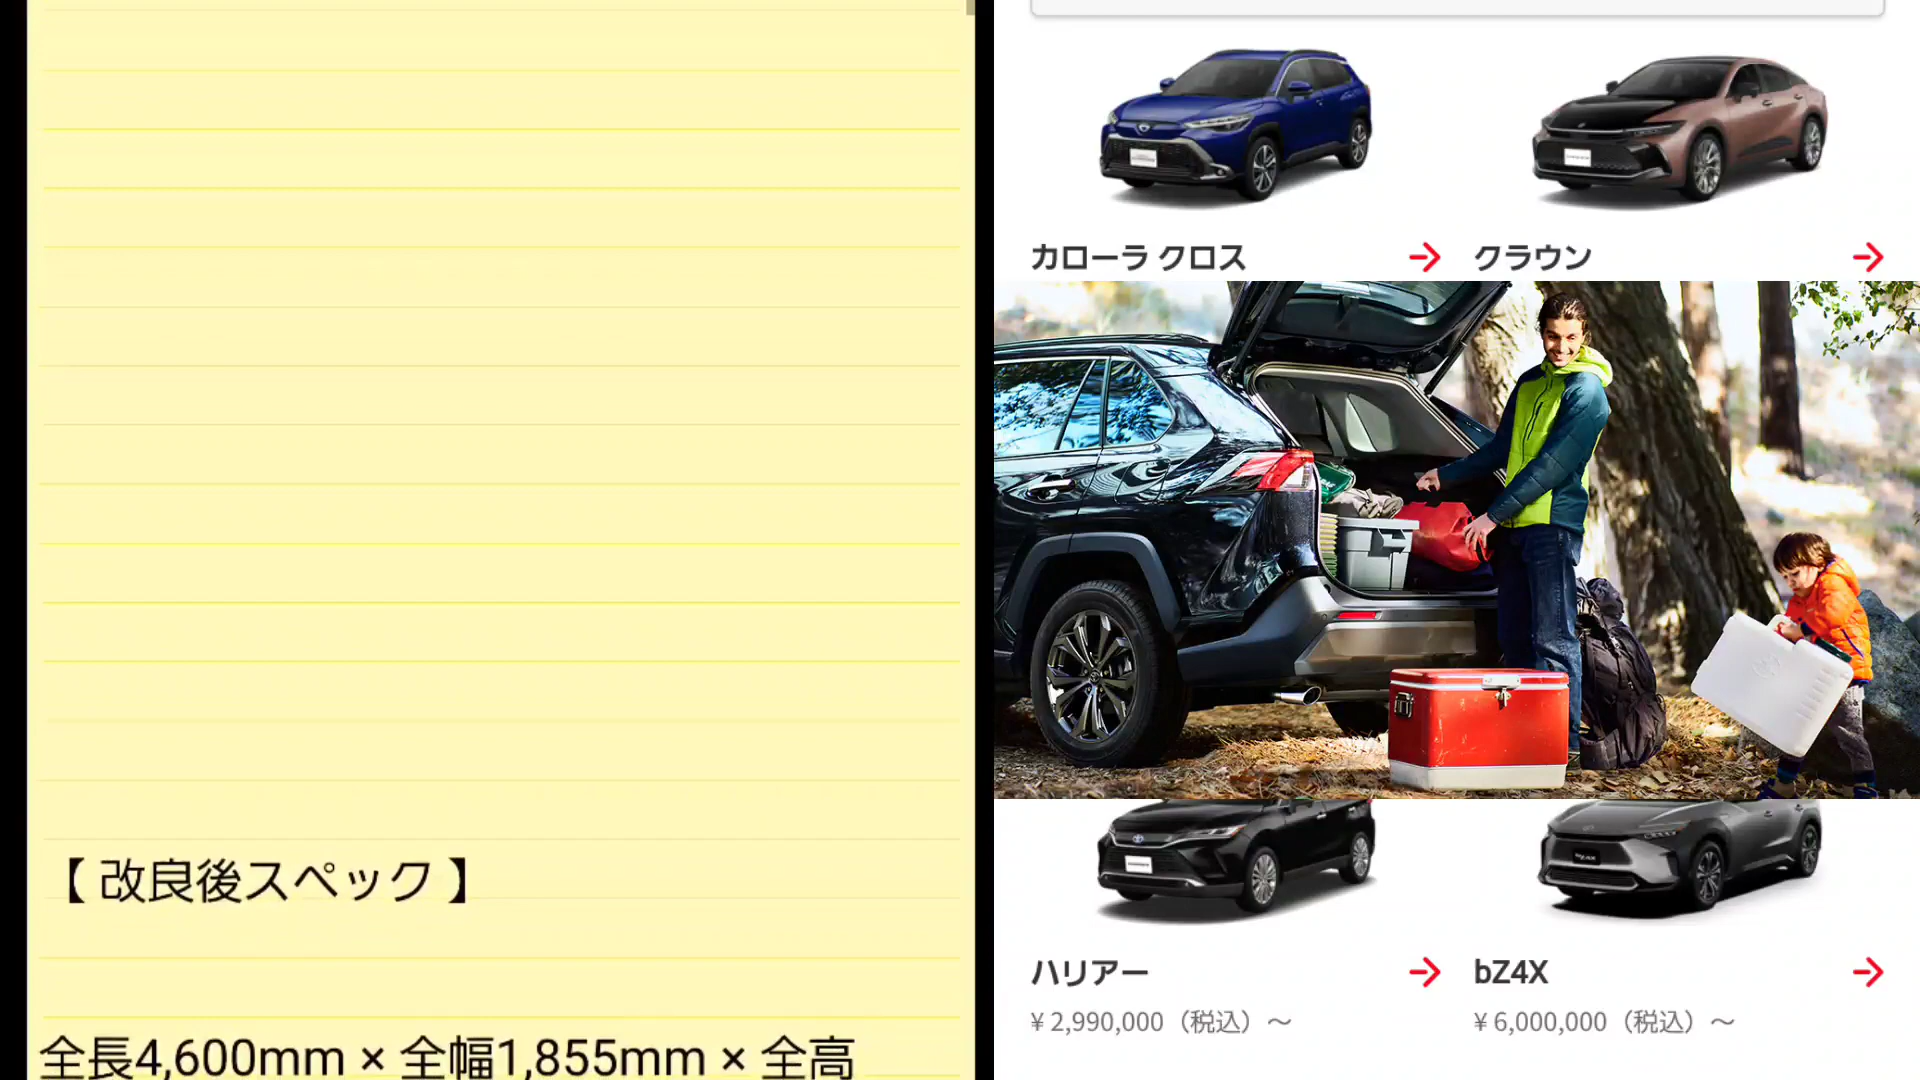 【 改良後スペック 】
全長4,600mm × 全幅1,855mm × 全高
カローラ クロス
クラウン
ハリアー
bZ4X
¥ 2,990,000（税込）～
¥ 6,000,000（税込）～